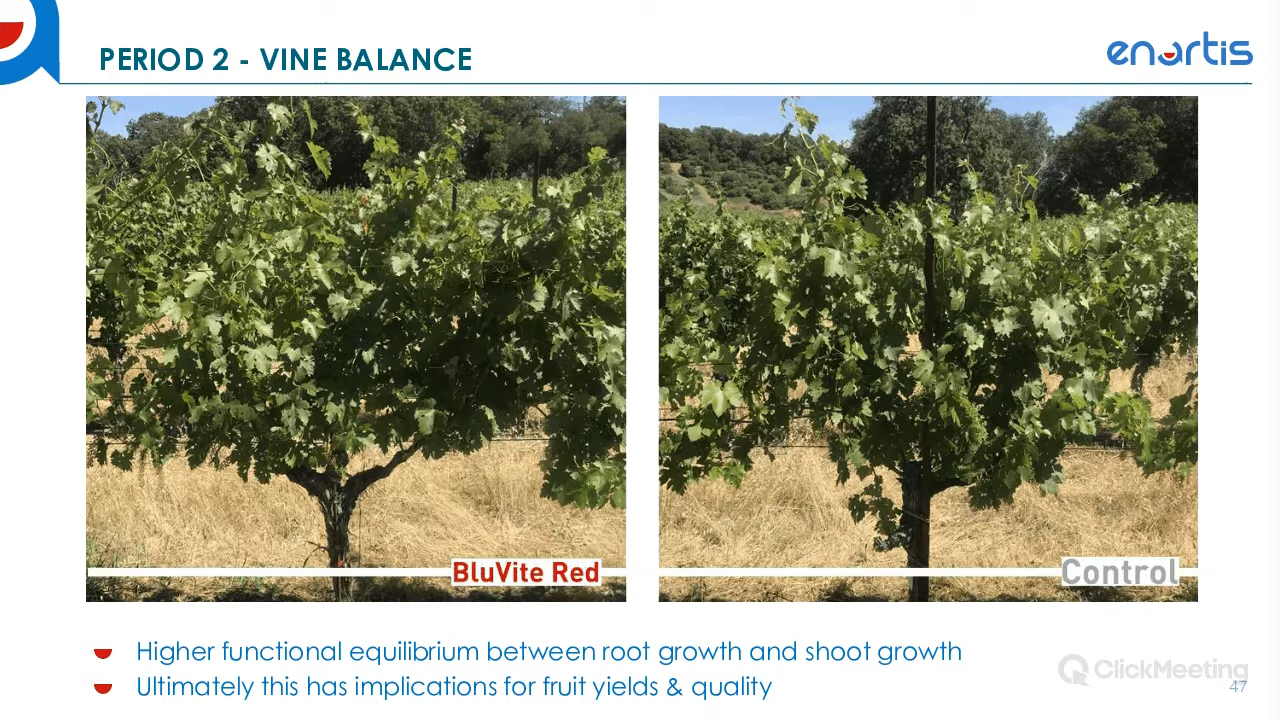 PERIOD 2 - VINE BALANCE
enartis
BluVite Red
Control
Higher functional equilibrium between root growth and shoot growth
Ultimately this has implications for fruit yields & quality
ClickMeeting
47